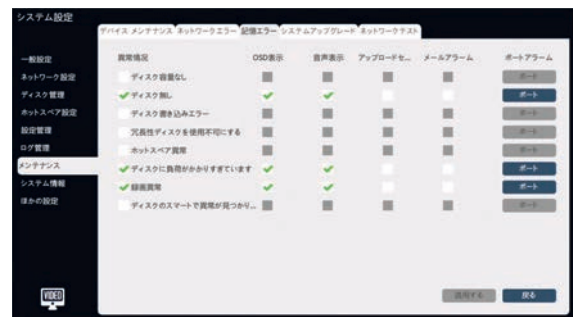 システム設定
デバイス メンテナンス ネットワークエラー 記憶エラー システムアップグレード ネットワークテスト
一般設定
ネットワーク設定
ディスク管理
ホットスペア設定
設定管理
ログ管理
メンテナンス
システム情報
ほかの設定
異常情況 OSD表示 音声表示 アップロードセ... メールアラーム ポートアラーム
ディスク容量なし ポート
ディスク無し ポート
ディスク書き込みエラー ポート
冗長性ディスクを使用不可にする ポート
ホットスペア異常 ポート
ディスクに負荷がかかりすぎています ポート
録画異常 ポート
ディスクのスマートで異常が見つかり... ポート
適用する 戻る
VIDEO